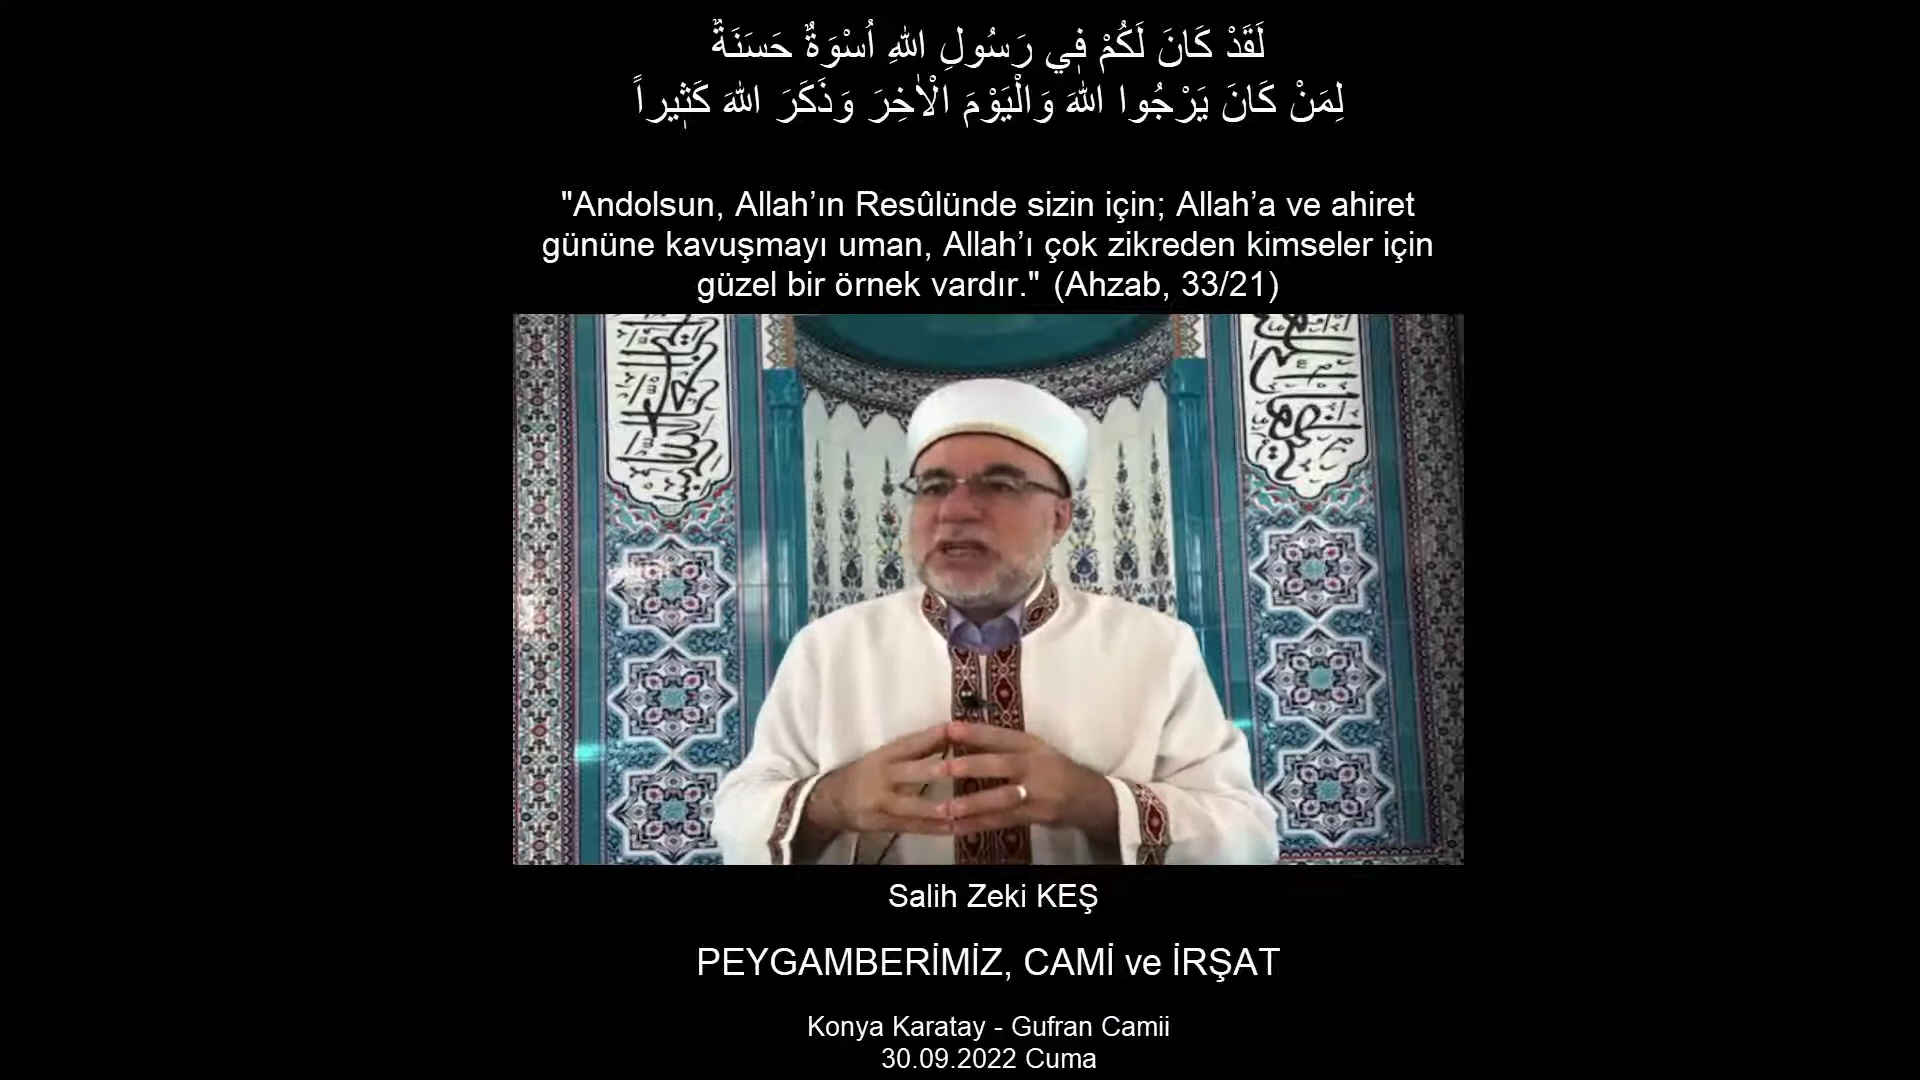 لَقَدْ كَانَ لَكُمْ ف۪ي رَسُولِ اللّٰهِ اُسْوَةٌ حَسَنَةٌ
لِمَنْ كَانَ يَرْجُوا اللّٰهَ وَالْيَوْمَ الْاٰخِرَ وَذَكَرَ اللّٰهَ كَث۪يراً
"Andolsun, Allah’ın Resûlünde sizin için; Allah’a ve ahiret
gününe kavuşmayı uman, Allah’ı çok zikreden kimseler için
güzel bir örnek vardır." (Ahzab, 33/21)
Salih Zeki KEŞ
PEYGAMBERİMİZ, CAMİ ve İRŞAT
Konya Karatay - Gufran Camii
30.09.2022 Cuma